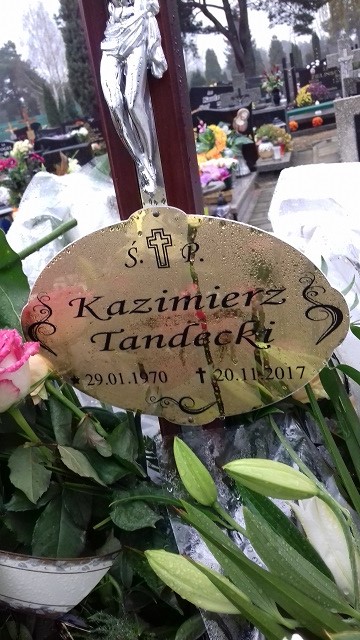 Ś. P.
Kazimierz
Tandecki
* 29.01.1970 ✝ 20.11.2017